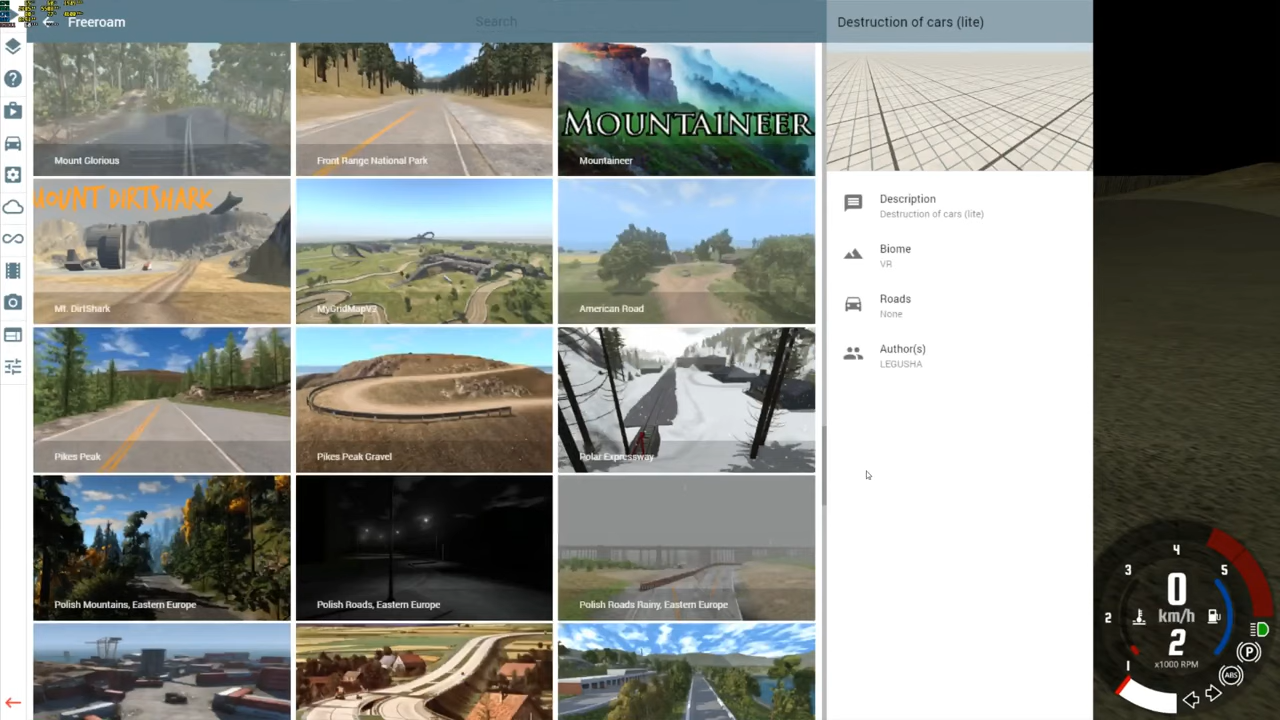 Freeroam
Search
Destruction of cars (lite)
Mount Glorious
Front Range National Park
MOUNTAINEER
Mountaineer
MOUNT DIRTSHARK
Mt. DirtShark
MyGridMapV2
American Road
Pikes Peak
Pikes Peak Gravel
Polar Expressway
Polish Mountains, Eastern Europe
Polish Roads, Eastern Europe
Polish Roads Rainy, Eastern Europe
Description
Destruction of cars (lite)
Biome
VR
Roads
None
Author(s)
LEGUSHA
1
2
3
4
5
0
km/h
2
x1000 RPM
P
ABS